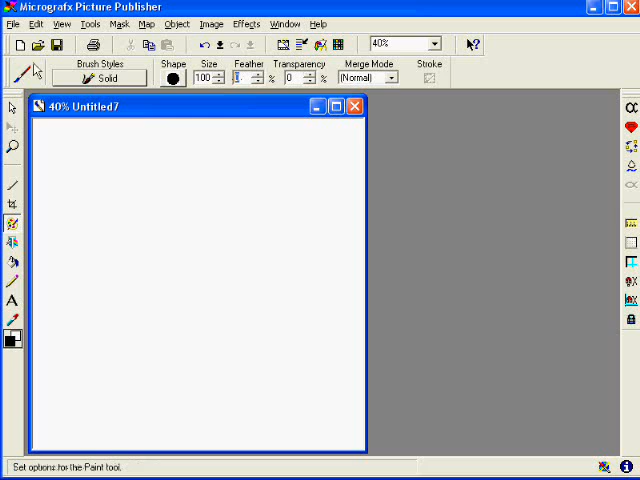 Micrografx Picture Publisher
File Edit View Tools Mask Map Object Image Effects Window Help
40%
Brush Styles Shape Size Feather Transparency Merge Mode Stroke
Solid 100 % 0 % (Normal)
40% Untitled7
A
Set options for the Paint tool.